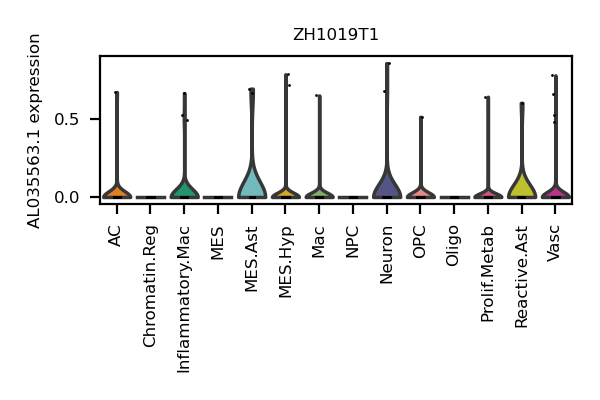 ZH1019T1
AL035563.1 expression
0.5
0.0
AC
Chromatin.Reg
Inflammatory.Mac
MES
MES.Ast
MES.Hyp
Mac
NPC
Neuron
OPC
Oligo
Prolif.Metab
Reactive.Ast
Vasc